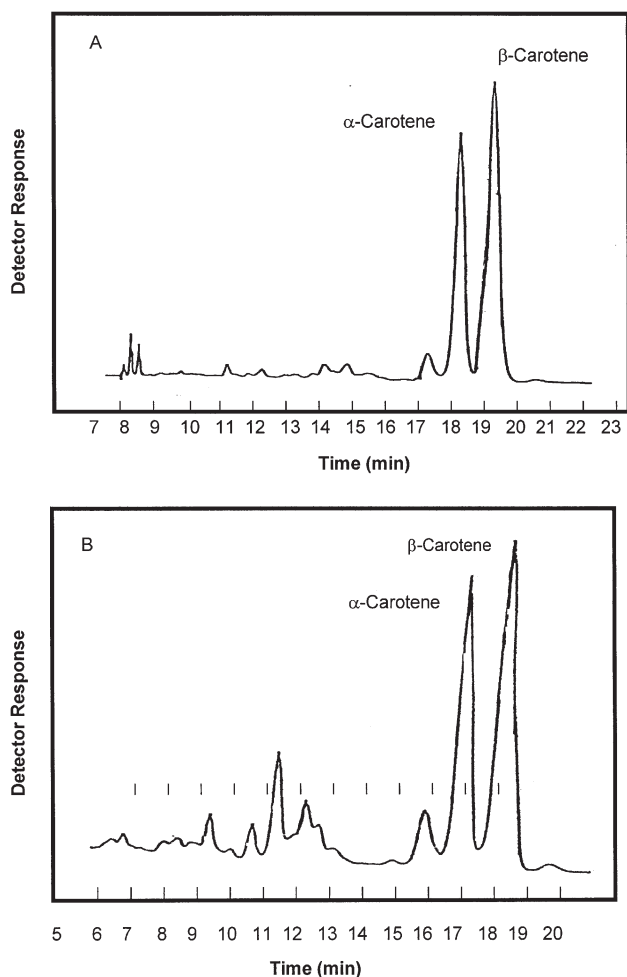 A
β-Carotene
α-Carotene
Detector Response
7 8 9 10 11 12 13 14 15 16 17 18 19 20 21 22 23
Time (min)
B
β-Carotene
α-Carotene
Detector Response
5 6 7 8 9 10 11 12 13 14 15 16 17 18 19 20
Time (min)